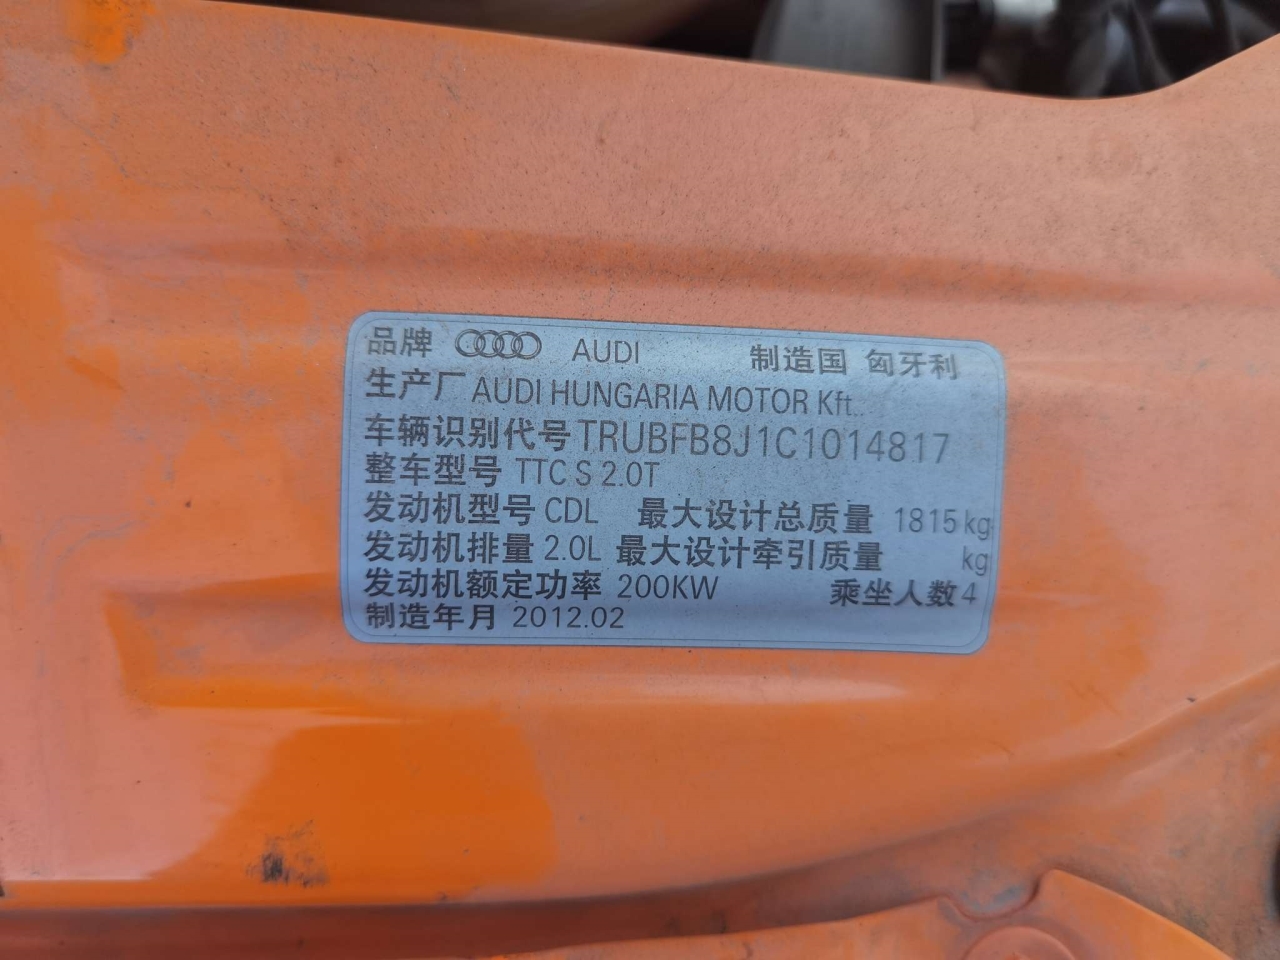 品牌 AUDI 制造国 匈牙利
生产厂 AUDI HUNGARIA MOTOR Kft.
车辆识别代号 TRUBFB8J1C1014817
整车型号 TTC S 2.0T
发动机型号 CDL 最大设计总质量 1815 kg
发动机排量 2.0L 最大设计牵引质量 kg
发动机额定功率 200KW 乘坐人数 4
制造年月 2012.02